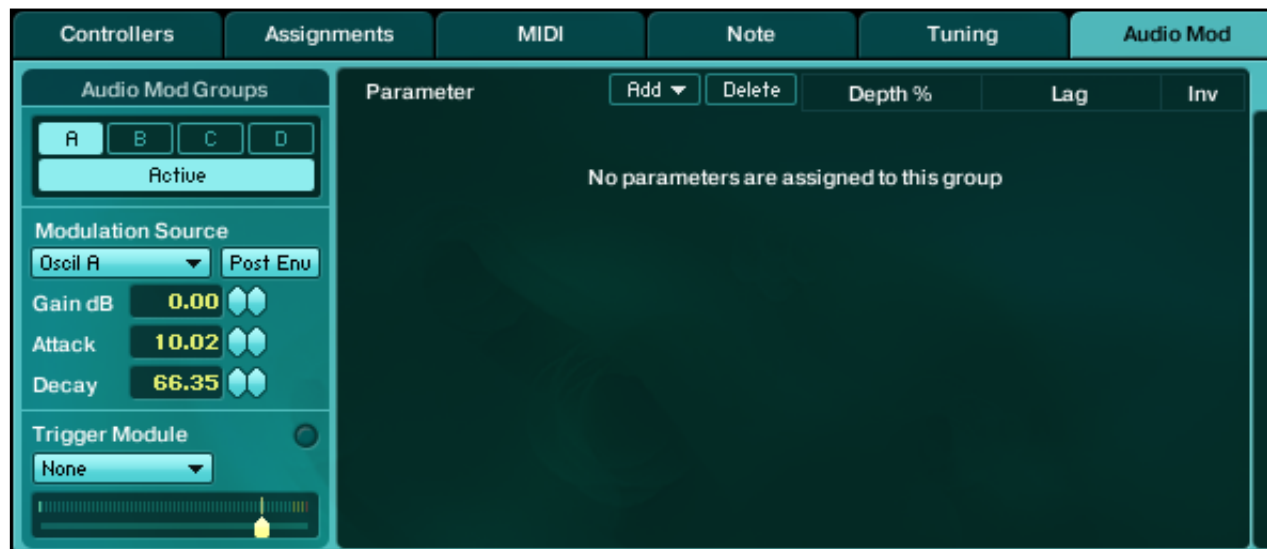 Controllers Assignments MIDI Note Tuning Audio Mod
Audio Mod Groups
A B C D
Active
Modulation Source
Oscil A Post Env
Gain dB 0.00
Attack 10.02
Decay 66.35
Trigger Module
None
Parameter Add Delete Depth % Lag Inv
No parameters are assigned to this group